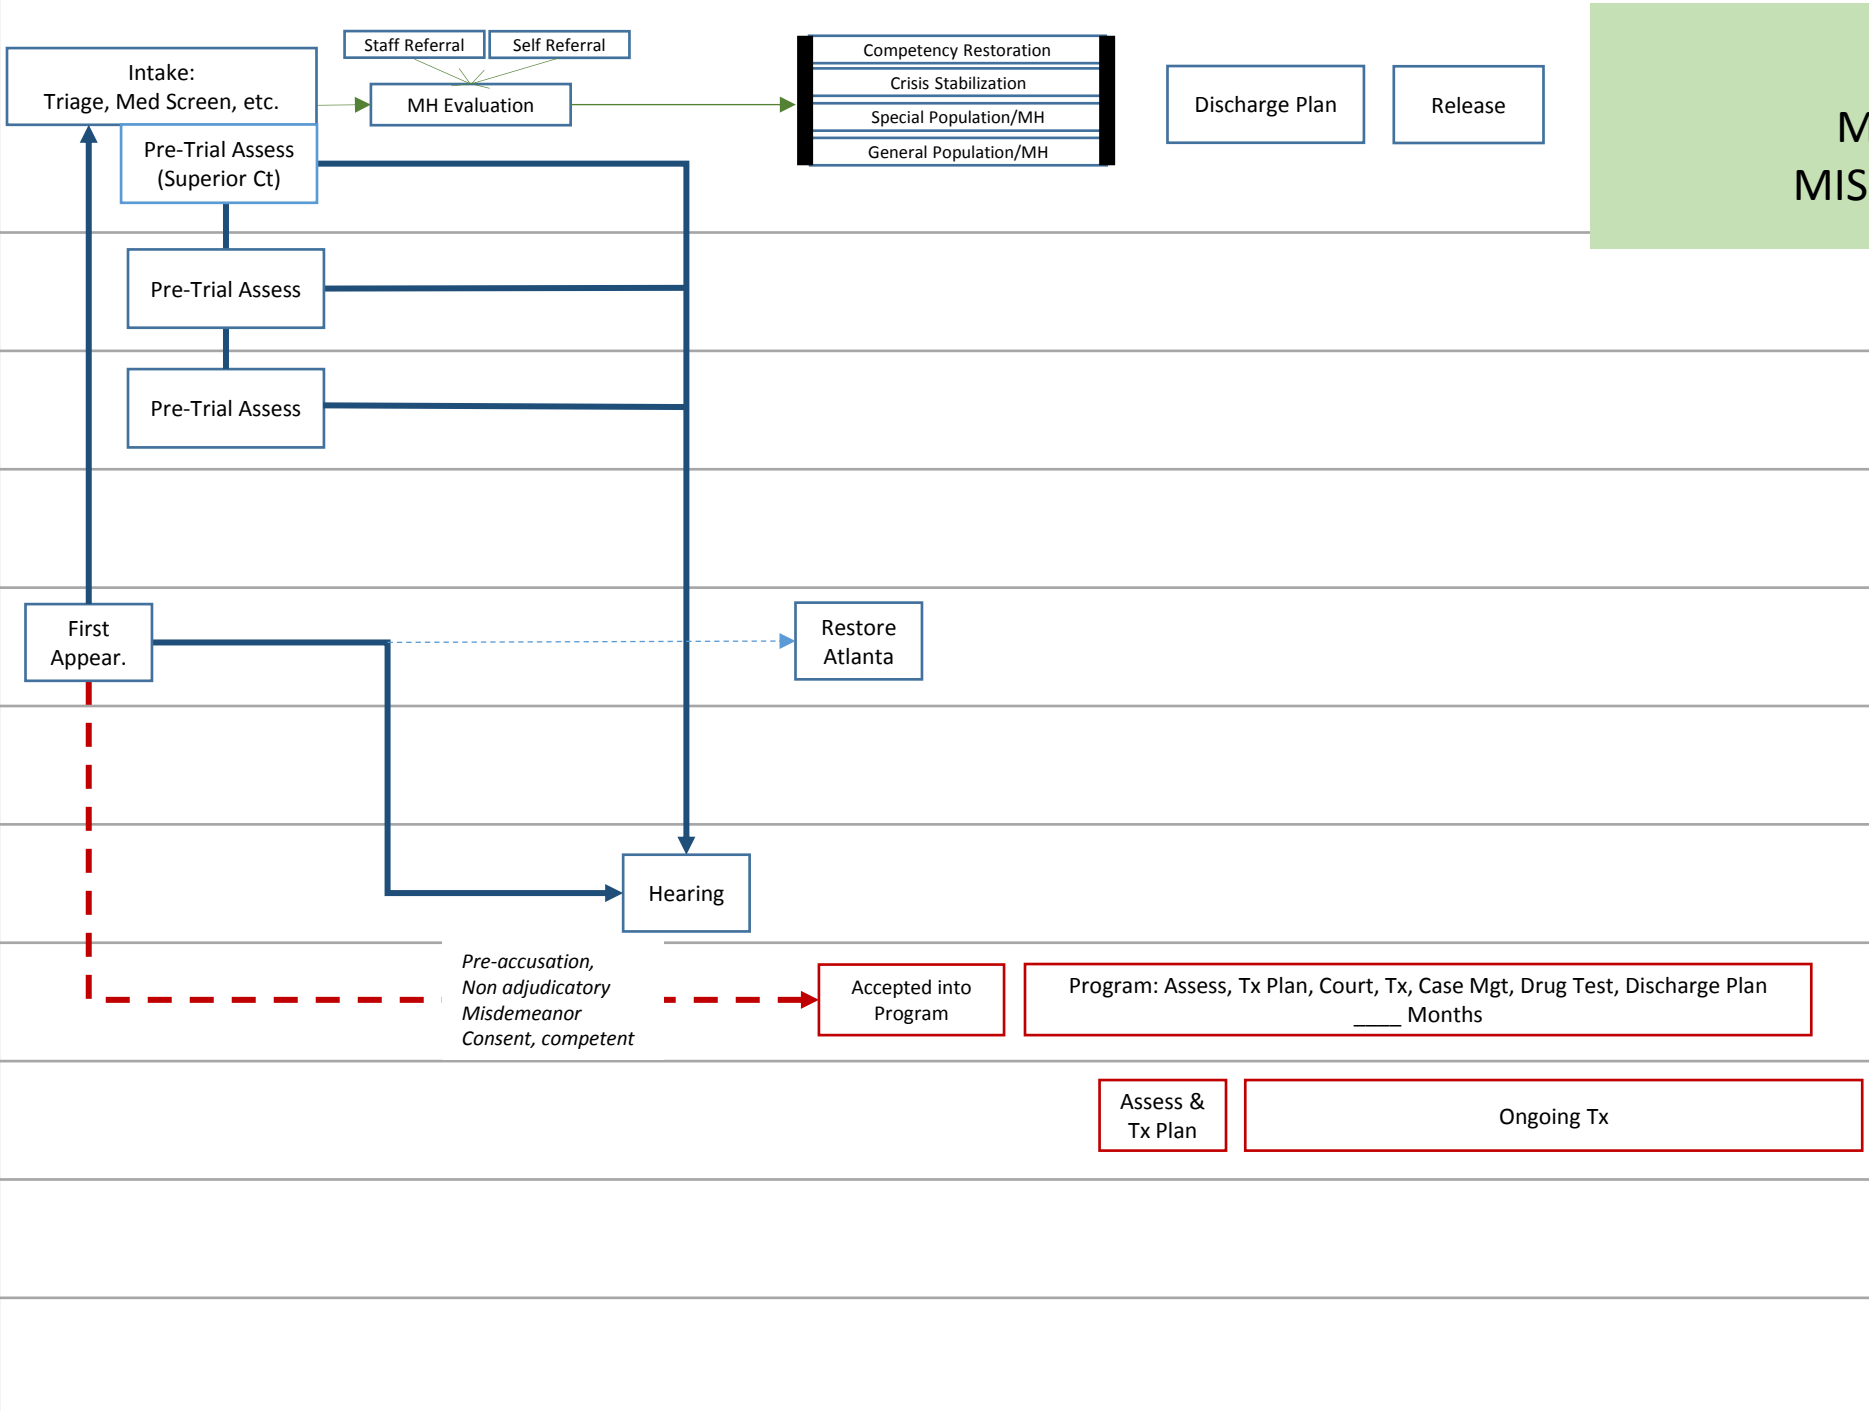 Staff Referral
Self Referral
Intake:
Triage, Med Screen, etc.
MH Evaluation
Competency Restoration
Crisis Stabilization
Special Population/MH
General Population/MH
Discharge Plan
Release
M
MIS
Pre-Trial Assess
(Superior Ct)
Pre-Trial Assess
Pre-Trial Assess
First
Appear.
Restore
Atlanta
Hearing
Pre-accusation,
Non adjudicatory
Misdemeanor
Consent, competent
Accepted into
Program
Program: Assess, Tx Plan, Court, Tx, Case Mgt, Drug Test, Discharge Plan
____ Months
Assess &
Tx Plan
Ongoing Tx